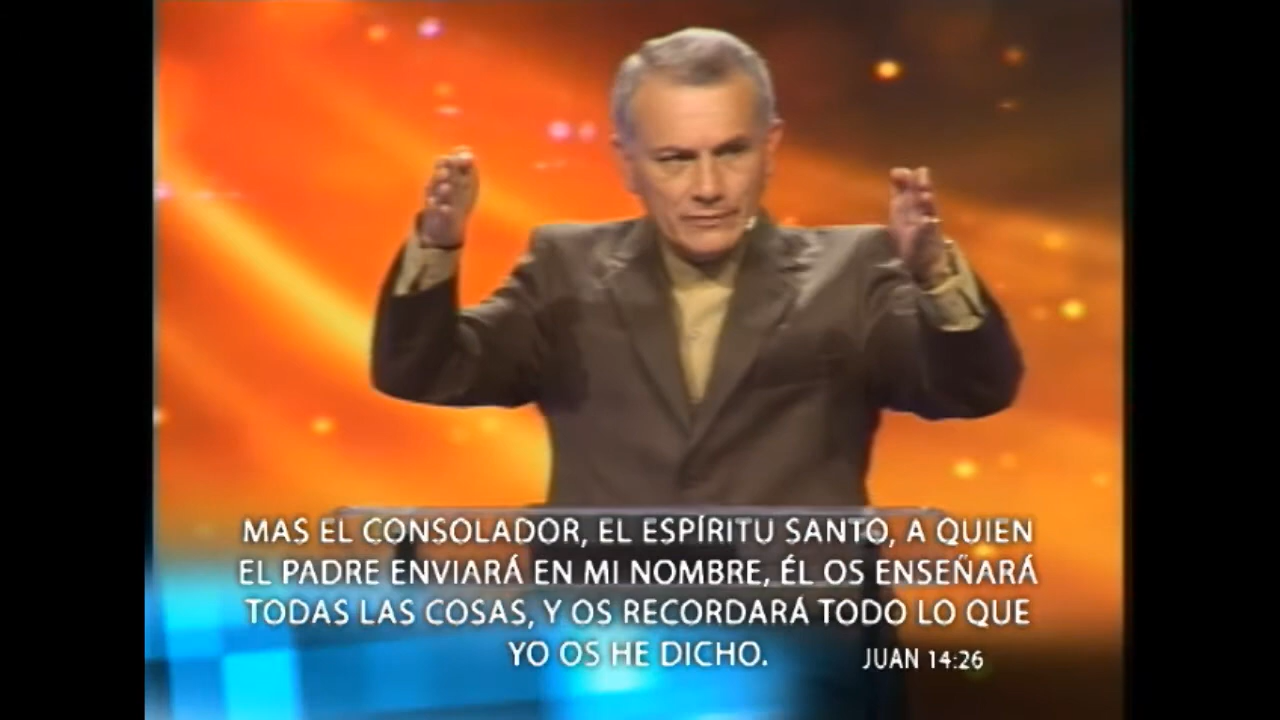 MAS EL CONSOLADOR, EL ESPÍRITU SANTO, A QUIEN
EL PADRE ENVIARÁ EN MI NOMBRE, ÉL OS ENSEÑARÁ
TODAS LAS COSAS, Y OS RECORDARÁ TODO LO QUE
YO OS HE DICHO.
JUAN 14:26